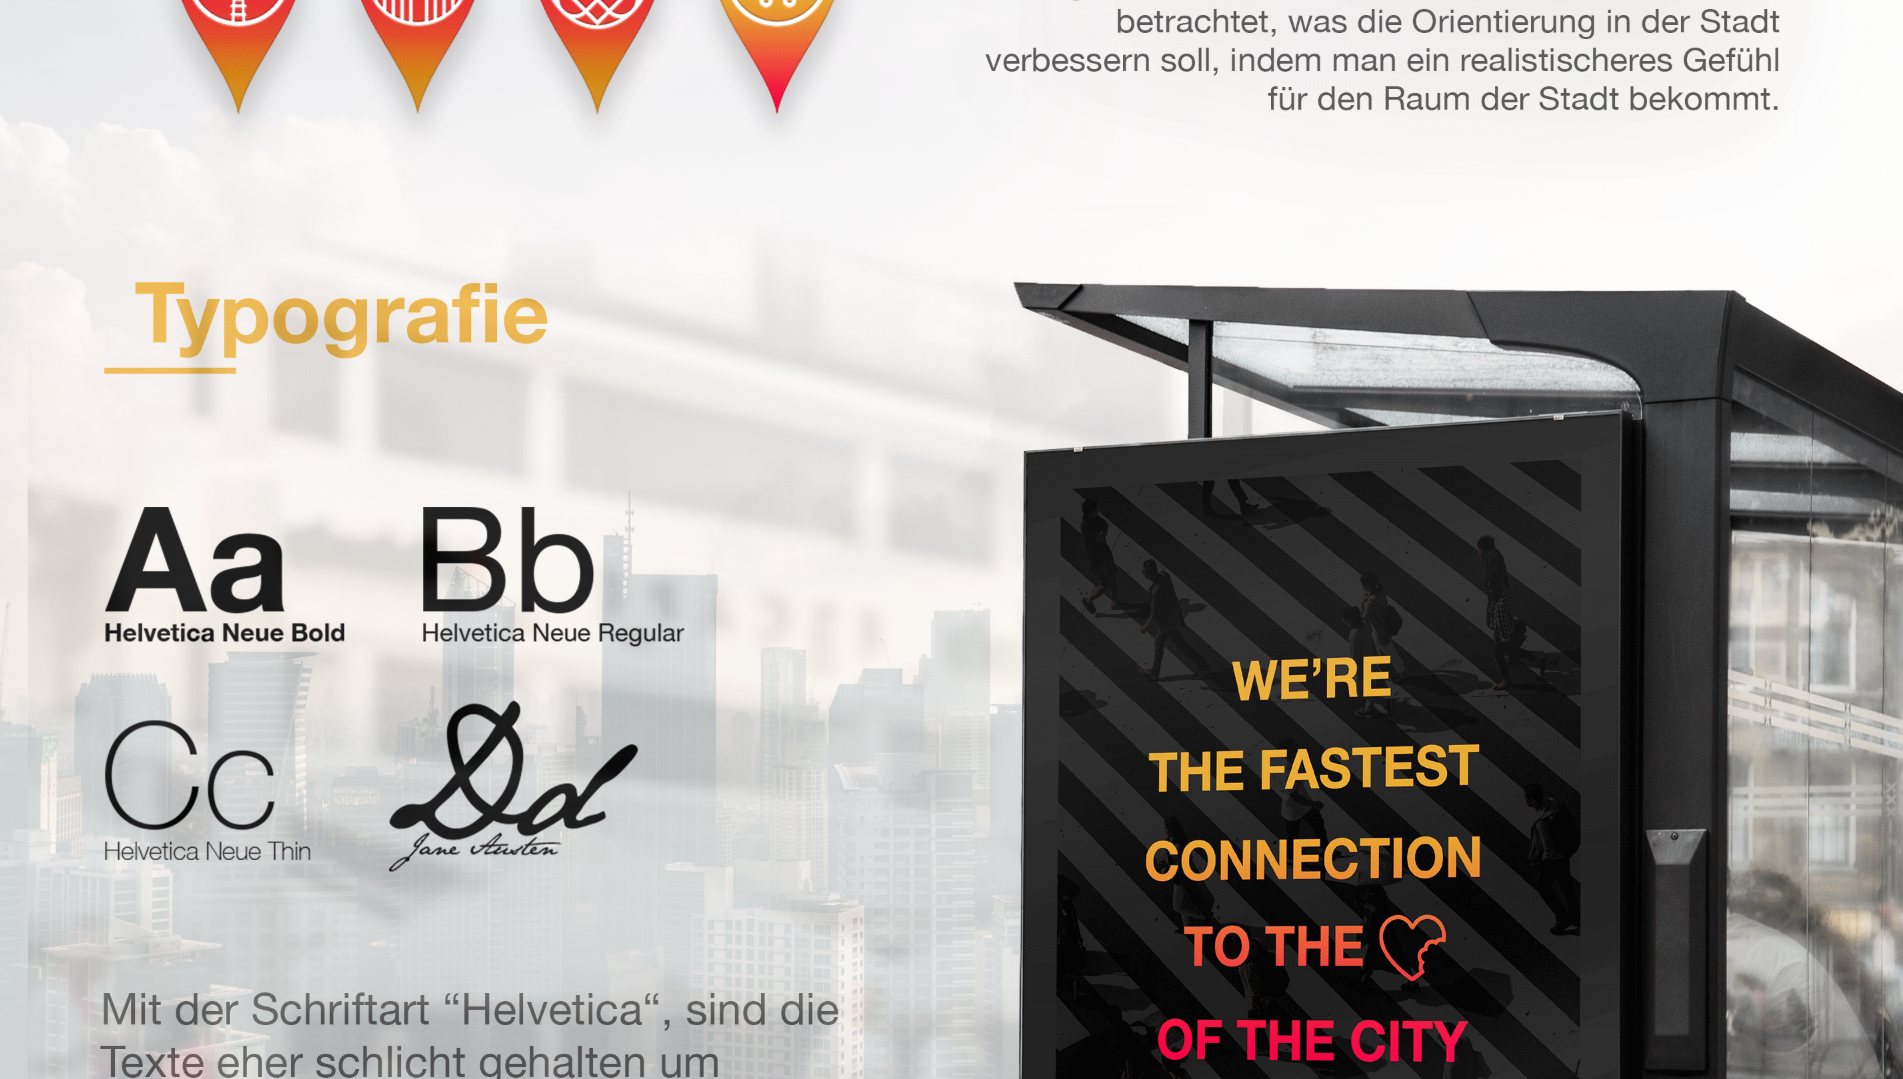 betrachtet, was die Orientierung in der Stadt
verbessern soll, indem man ein realistischeres Gefühl
für den Raum der Stadt bekommt.
Typografie
Aa
Helvetica Neue Bold
Bb
Helvetica Neue Regular
Cc
Helvetica Neue Thin
Dd
Jane Austen
Mit der Schriftart “Helvetica“, sind die
Texte eher schlicht gehalten um
WE’RE
THE FASTEST
CONNECTION
TO THE
OF THE CITY